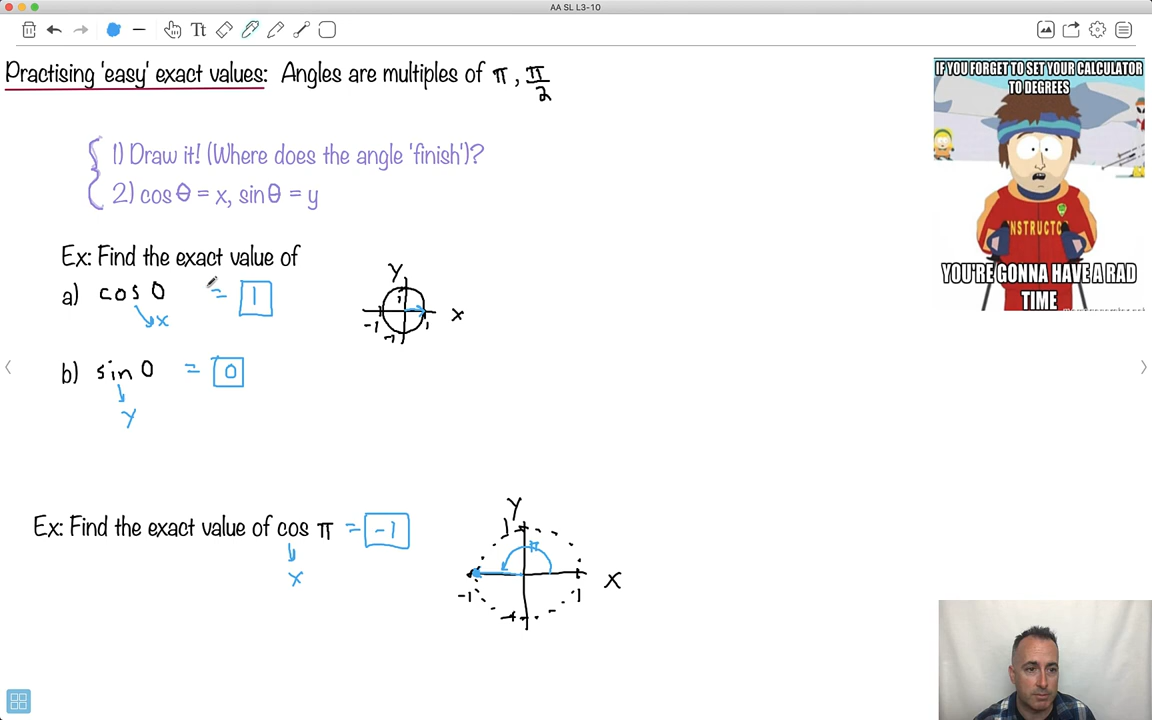 AA SL L3-10
Tt
Practising 'easy' exact values: Angles are multiples of π, π/2
1) Draw it! (Where does the angle 'finish')?
2) cos θ = x, sin θ = y
Ex: Find the exact value of
a) cos 0 = 1
x
b) sin 0 = 0
y
Y
1
-1 1 x
-1
Ex: Find the exact value of cos π = -1
x
Y
1
π
-1 1 X
IF YOU FORGET TO SET YOUR CALCULATOR
TO DEGREES
INSTRUCTO
YOU'RE GONNA HAVE A RAD
TIME